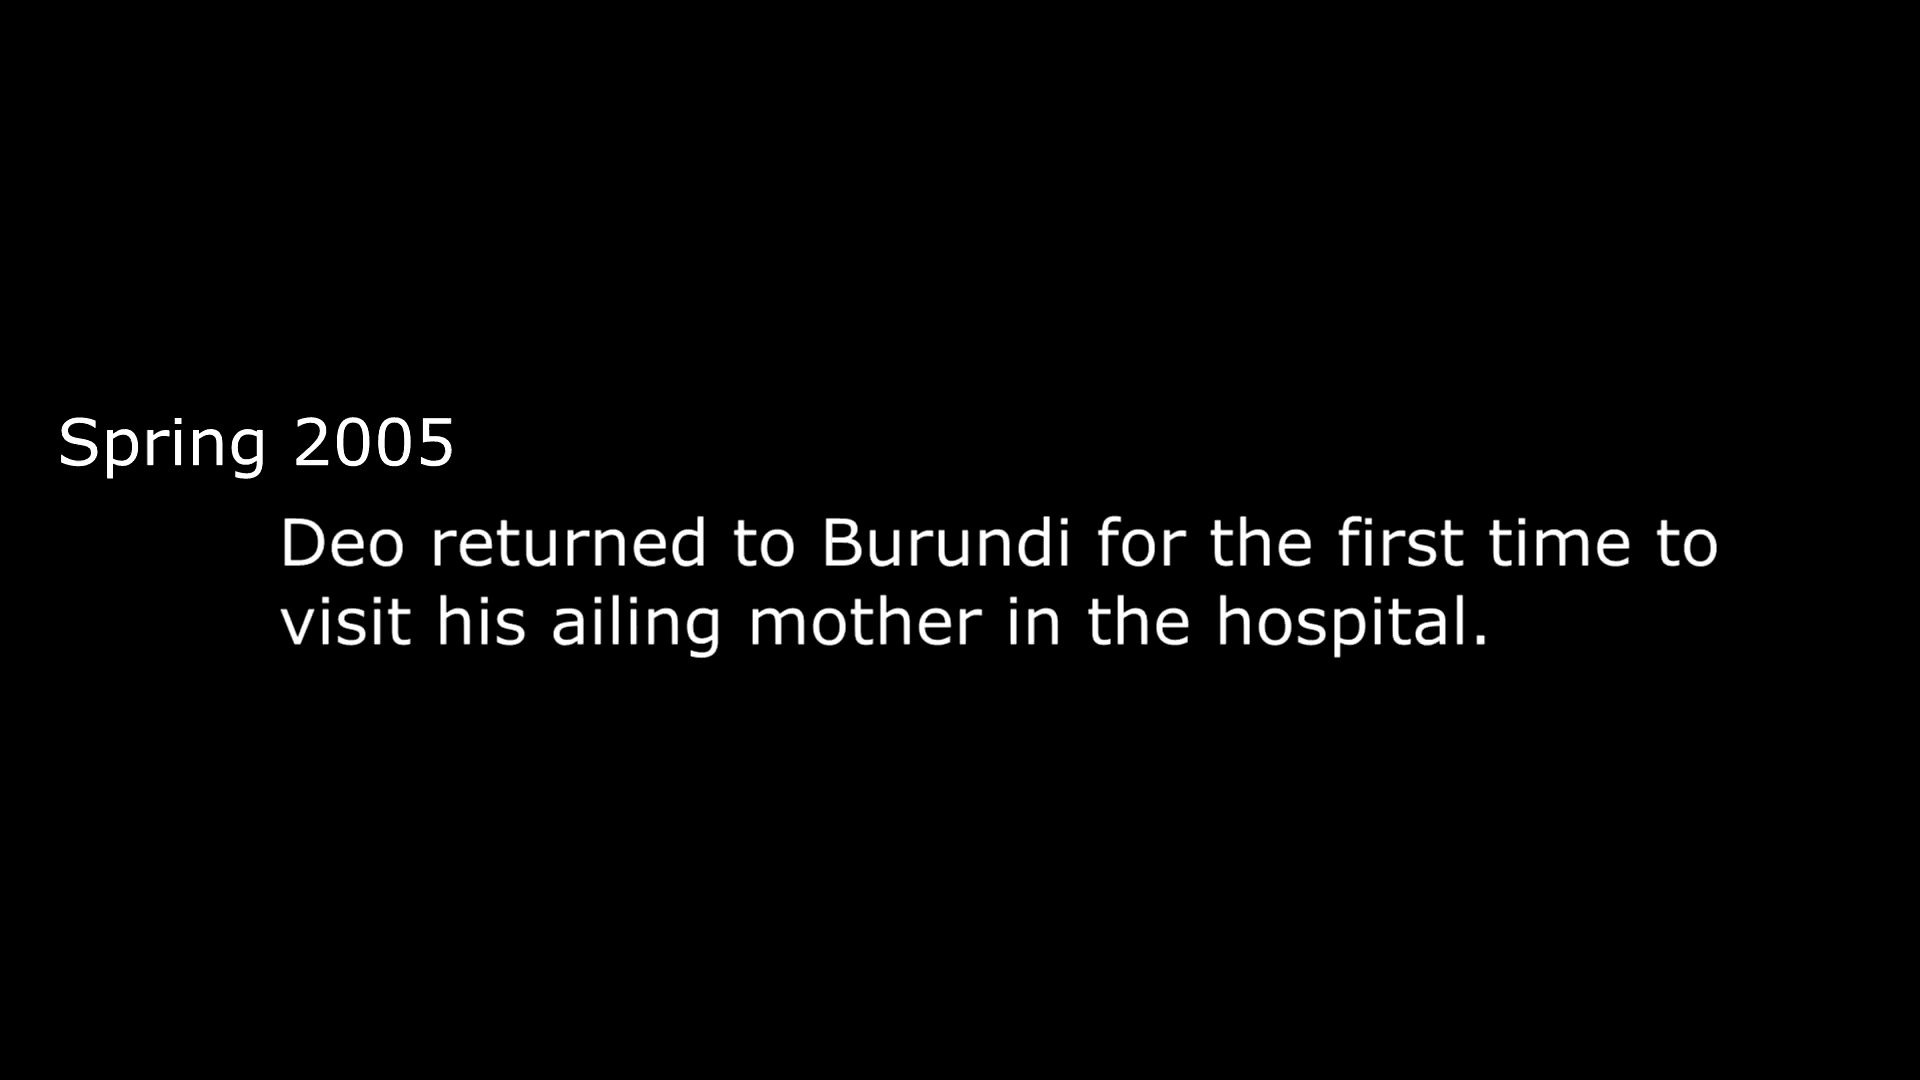 Spring 2005
Deo returned to Burundi for the first time to
visit his ailing mother in the hospital.